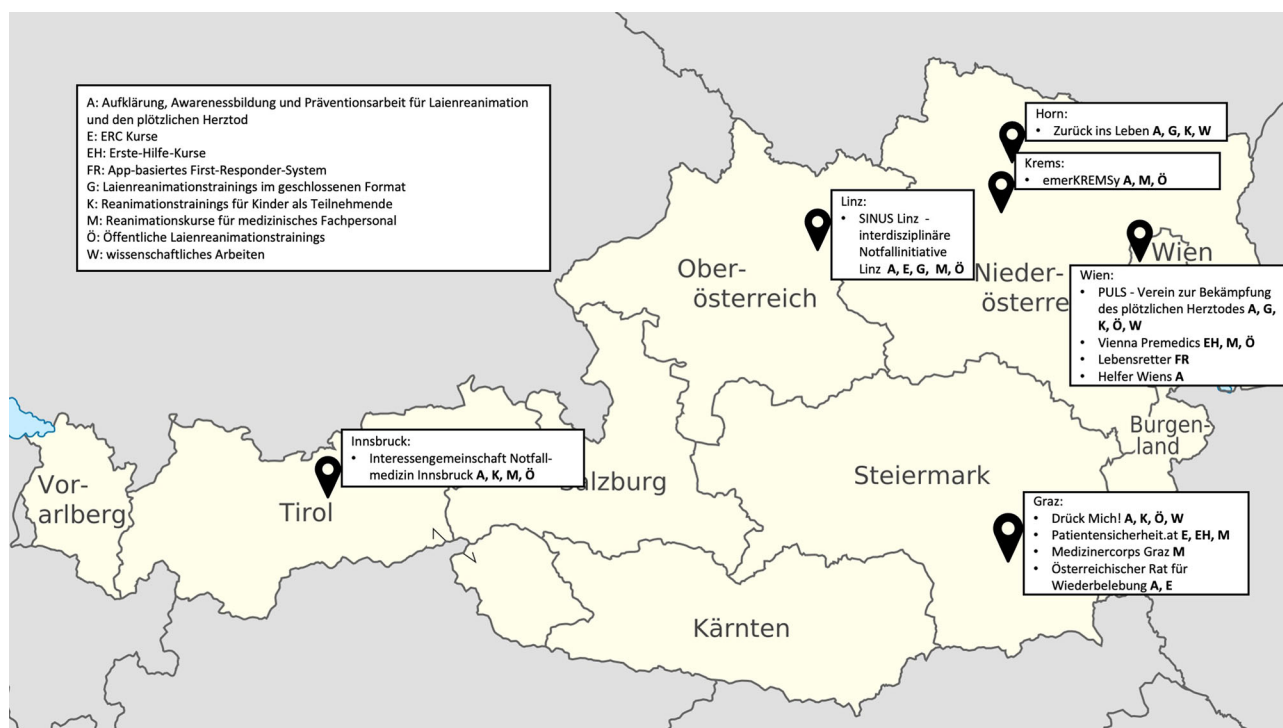 A: Aufklärung, Awarenessbildung und Präventionsarbeit für Laienreanimation
und den plötzlichen Herztod
E: ERC Kurse
EH: Erste-Hilfe-Kurse
FR: App-basiertes First-Responder-System
G: Laienreanimationstrainings im geschlossenen Format
K: Reanimationstrainings für Kinder als Teilnehmende
M: Reanimationskurse für medizinisches Fachpersonal
Ö: Öffentliche Laienreanimationstrainings
W: wissenschaftliches Arbeiten
Horn:
• Zurück ins Leben A, G, K, W
Krems:
• emerKREMSy A, M, Ö
Linz:
• SINUS Linz -
interdisziplinäre
Notfallinitiative
Linz A, E, G, M, Ö
Ober-
österreich
Nieder-
österre
Wien
Wien:
• PULS - Verein zur Bekämpfung
des plötzlichen Herztodes A, G,
K, Ö, W
• Vienna Premedics EH, M, Ö
• Lebensretter FR
• Helfer Wiens A
Burgen-
land
Innsbruck:
• Interessengemeinschaft Notfall-
medizin Innsbruck A, K, M, Ö
Vor-
arlberg
Tirol
Salzburg
Steiermark
Graz:
• Drück Mich! A, K, Ö, W
• Patientensicherheit.at E, EH, M
• Medizinercorps Graz M
• Österreichischer Rat für
Wiederbelebung A, E
Kärnten